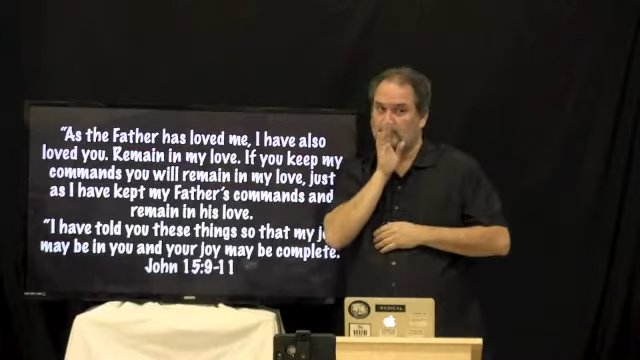 “As the Father has loved me, I have also
loved you. Remain in my love. If you keep my
commands you will remain in my love, just
as I have kept my Father’s commands and
remain in his love.
“I have told you these things so that my
may be in you and your joy may be complete.
John 15:9-11
RADICAL
THE
HUB